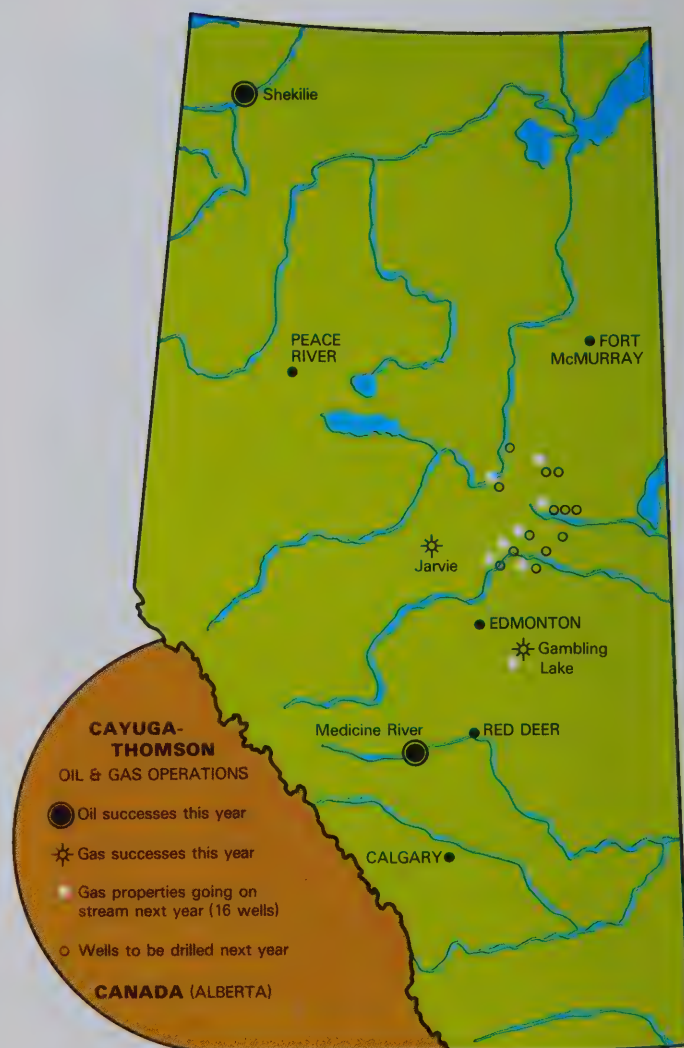 Shekilie
PEACE
RIVER
FORT
McMURRAY
Jarvie
EDMONTON
Gambling
Lake
Medicine River
RED DEER
CALGARY
CAYUGA-
THOMSON
OIL & GAS OPERATIONS
Oil successes this year
Gas successes this year
Gas properties going on
stream next year (16 wells)
Wells to be drilled next year
CANADA (ALBERTA)